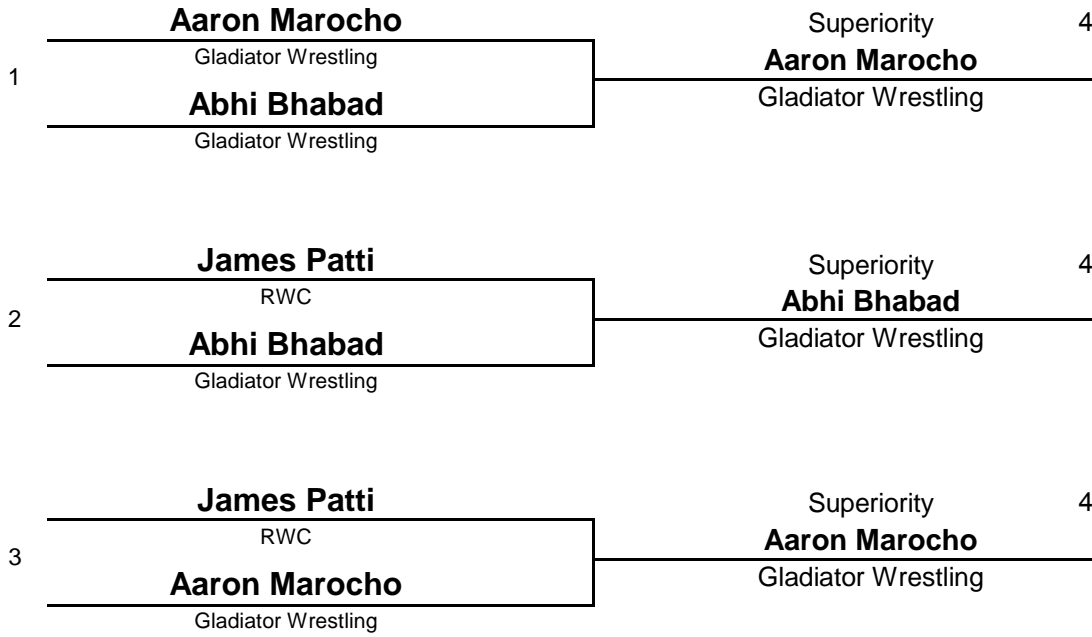 Aaron Marocho
Superiority 4
Gladiator Wrestling
Aaron Marocho
1
Gladiator Wrestling
Abhi Bhabad
Gladiator Wrestling
James Patti
Superiority 4
RWC
Abhi Bhabad
2
Gladiator Wrestling
Abhi Bhabad
Gladiator Wrestling
James Patti
Superiority 4
RWC
Aaron Marocho
3
Gladiator Wrestling
Aaron Marocho
Gladiator Wrestling